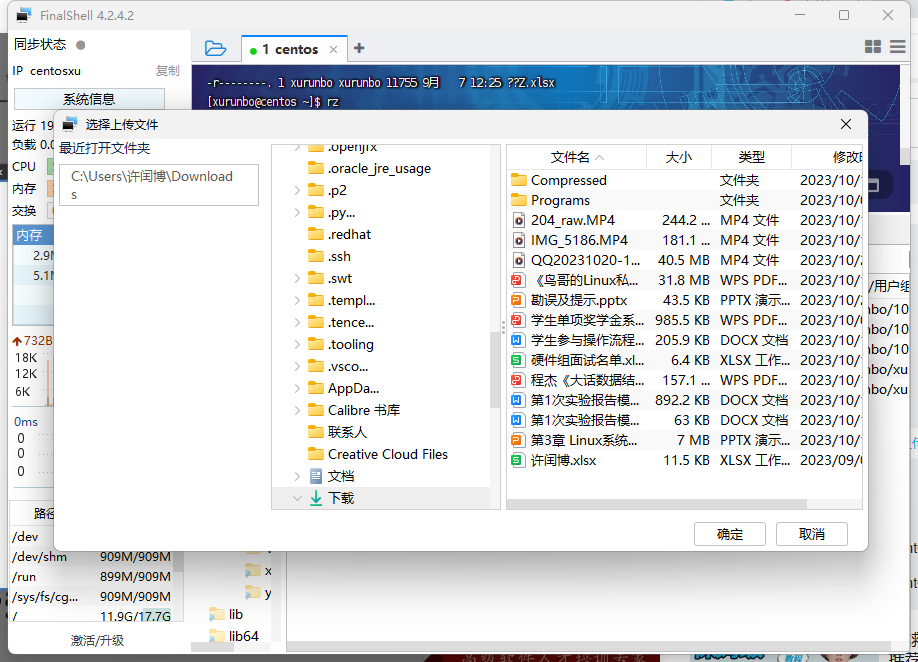 FinalShell 4.2.4.2
同步状态
IP centosxu
复制
系统信息
1 centos
-r--------. 1 xurunbo xurunbo 11755 9月 7 12:25 ??Z.xlsx
[xurunbo@centos ~]$ rz
运行 19
负载 0.0
CPU
内存
交换
内存
2.9M
5.1M
732B
18K
12K
6K
0ms
0
0
0
路径
/dev
/dev/shm 909M/909M
/run 899M/909M
/sys/fs/cg... 909M/909M
/ 11.9G/17.7G
激活/升级
选择上传文件
最近打开文件夹
C:\Users\许闰博\Download
s
.openjfx
.oracle_jre_usage
.p2
.py...
.redhat
.ssh
.swt
.templ...
.tence...
.tooling
.vsco...
AppDa...
Calibre 书库
联系人
Creative Cloud Files
文档
下载
文件名 大小 类型 修改
Compressed 文件夹 2023/10/
Programs 文件夹 2023/10/
204_raw.MP4 244.2 ... MP4 文件 2023/10/
IMG_5186.MP4 181.1 ... MP4 文件 2023/10/
QQ20231020-1... 40.5 MB MP4 文件 2023/10/
《鸟哥的Linux私... 31.8 MB WPS PDF... 2023/10/
勘误及提示.pptx 43.5 KB PPTX 演示... 2023/10/
学生单项奖学金系... 985.5 KB WPS PDF... 2023/10/
学生参与操作流程... 205.9 KB DOCX 文档 2023/10/
硬件组面试名单.xl... 6.4 KB XLSX 工作... 2023/10/
程杰《大话数据结... 157.1 ... WPS PDF... 2023/10/
第1次实验报告模... 892.2 KB DOCX 文档 2023/10/
第1次实验报告模... 63 KB DOCX 文档 2023/10/
第3章 Linux系统... 7 MB PPTX 演示... 2023/10/
许闰博.xlsx 11.5 KB XLSX 工作... 2023/09/
确定
取消
/用户组
nbo/10
nbo/10
nbo/10
nbo/xu
nbo/xu
x
y
lib
lib64